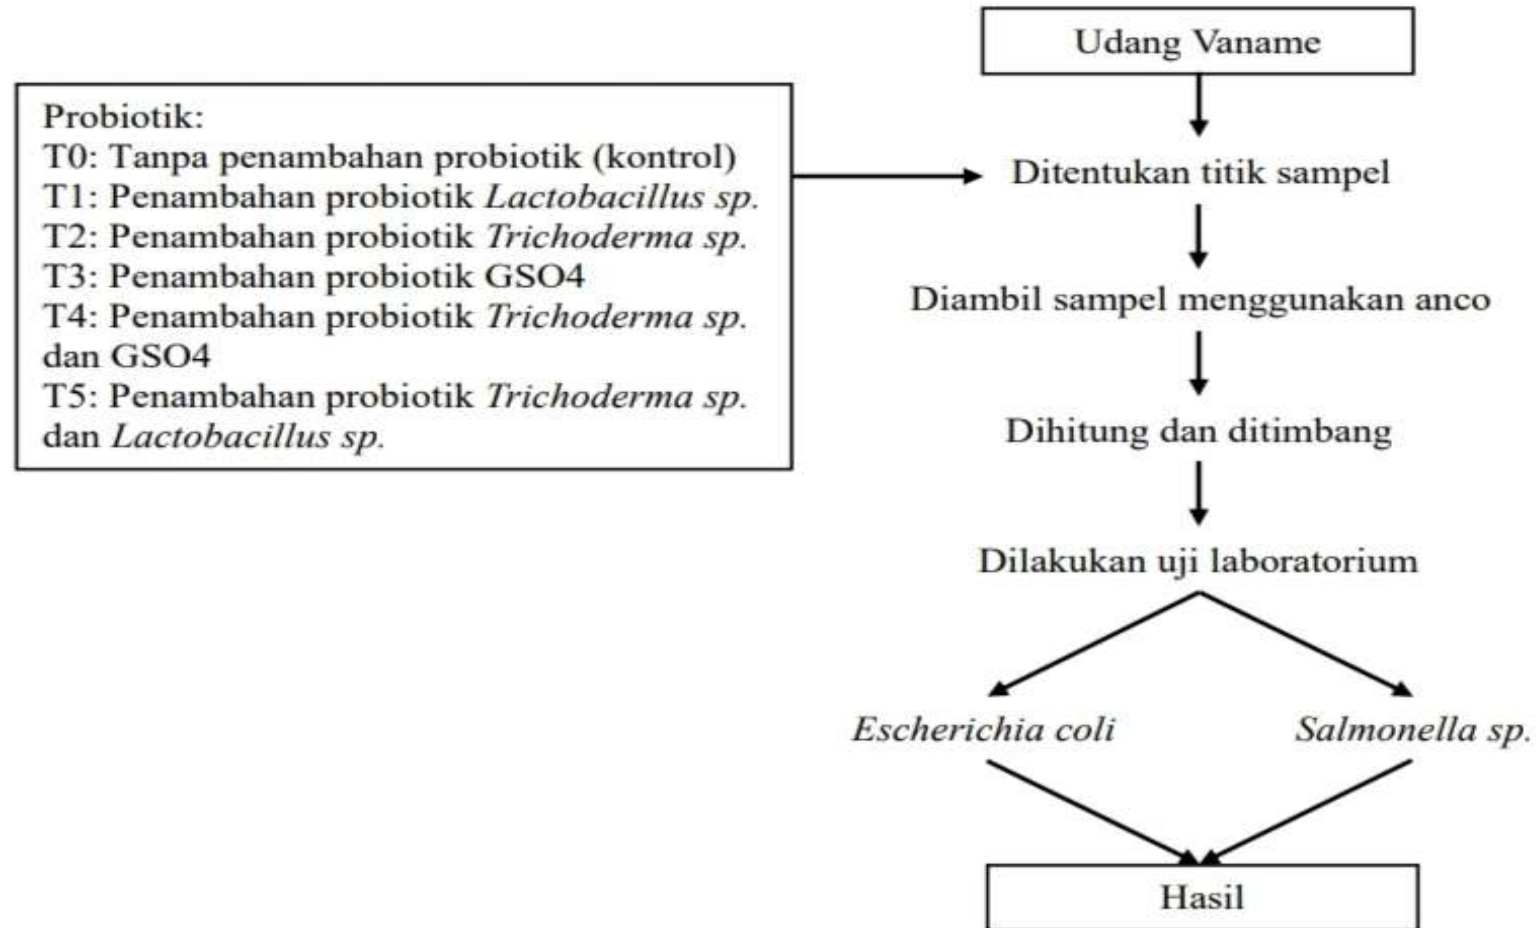 Udang Vaname
Probiotik:
T0: Tanpa penambahan probiotik (kontrol)
T1: Penambahan probiotik Lactobacillus sp.
T2: Penambahan probiotik Trichoderma sp.
T3: Penambahan probiotik GSO4
T4: Penambahan probiotik Trichoderma sp.
dan GSO4
T5: Penambahan probiotik Trichoderma sp.
dan Lactobacillus sp.
Ditentukan titik sampel
Diambil sampel menggunakan anco
Dihitung dan ditimbang
Dilakukan uji laboratorium
Escherichia coli
Salmonella sp.
Hasil